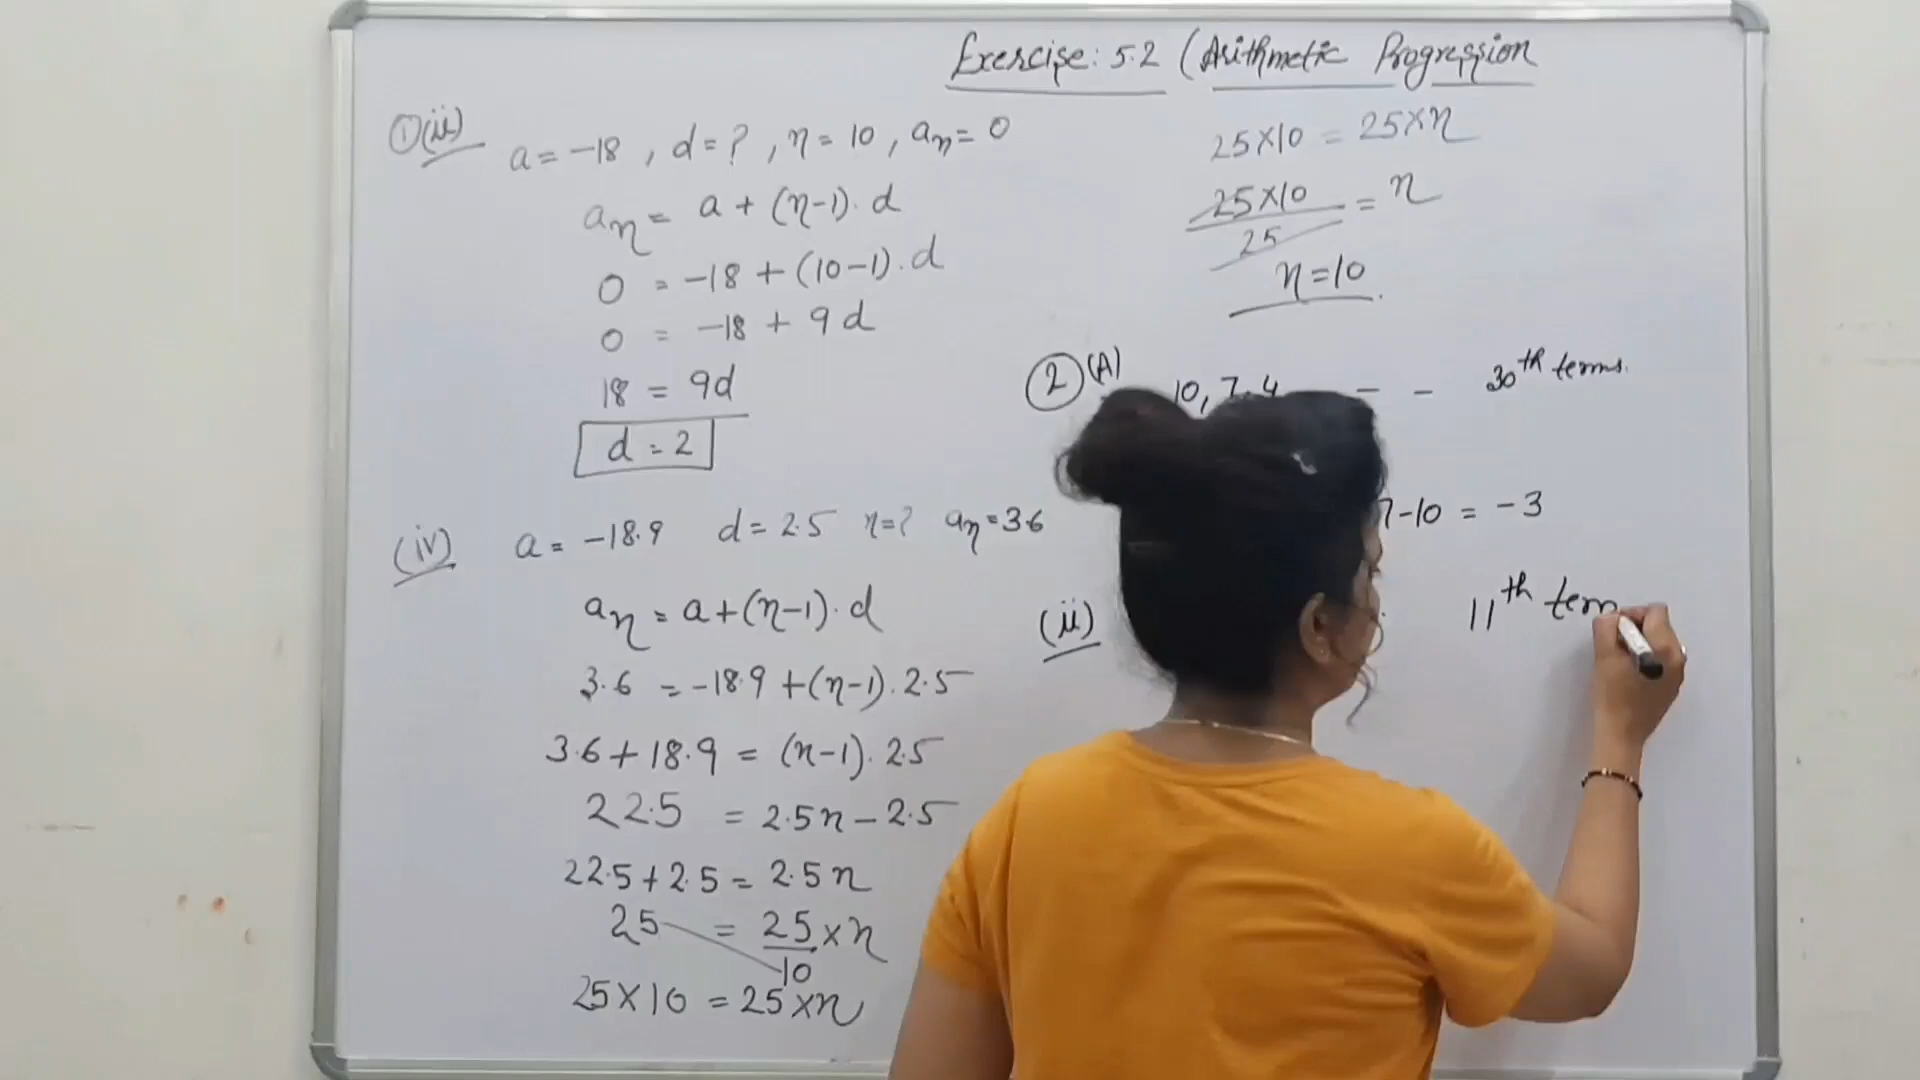 Exercise: 5.2 (Arithmetic Progression
①(ii) a = -18 , d = ? , n = 10 , an = 0
an = a + (n-1). d
0 = -18 + (10-1). d
0 = -18 + 9d
18 = 9d
d = 2
(iv) a = -18.9 d = 2.5 n = ? an = 3.6
an = a + (n-1). d
3.6 = -18.9 + (n-1). 2.5
3.6 + 18.9 = (n-1). 2.5
22.5 = 2.5n - 2.5
22.5 + 2.5 = 2.5n
25 = 25/10 × n
25 × 10 = 25 × n
25 × 10 = 25 × n
25 × 10 / 25 = n
n = 10.
② (A) 10, 7, 4 - - 30th terms.
7-10 = -3
(ii) 11th term